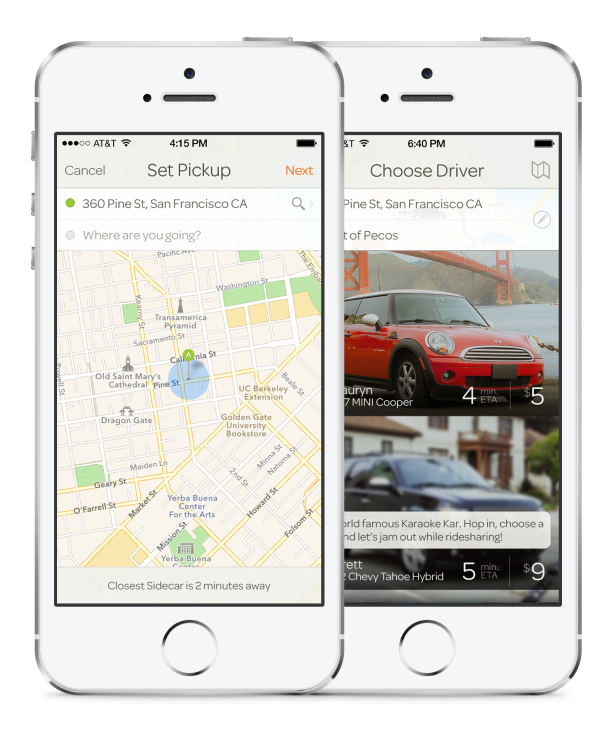 AT&T
4:15 PM
Cancel
Set Pickup
Next
360 Pine St, San Francisco CA
Where are you going?
Pacific Ave
Washington St
The Emba
Kearny St
Transamerica
Pyramid
Sacramento St
California St
A
Old Saint Mary's
Cathedral
Pine St
Powell St
UC Berkeley
Extension
Beale St
Dragon Gate
Golden Gate
University
Bookstore
Maiden Ln
Minna St
Natoma St
2nd St
Geary St
O'Farrell St
Market St
Yerba Buena
Center
For the Arts
Howard St
Folsom St
Mission St
Yerba Buena
Closest Sidecar is 2 minutes away
&T
6:40 PM
Choose Driver
Pine St, San Francisco CA
t of Pecos
auryn
7 MINI Cooper
4 min. ETA
$5
orld famous Karaoke Kar. Hop in, choose a
nd let's jam out while ridesharing!
rett
2 Chevy Tahoe Hybrid
5 min. ETA
$9